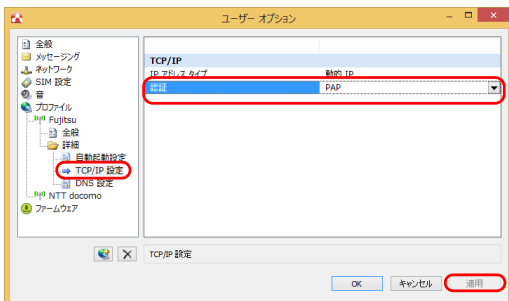 ユーザー オプション
全般
メッセージング
ネットワーク
SIM 設定
音
プロファイル
Fujitsu
全般
詳細
自動起動設定
TCP/IP 設定
DNS 設定
NTT docomo
ファームウェア
TCP/IP
IP アドレス タイプ 動的 IP
認証 PAP
TCP/IP 設定
OK キャンセル 適用